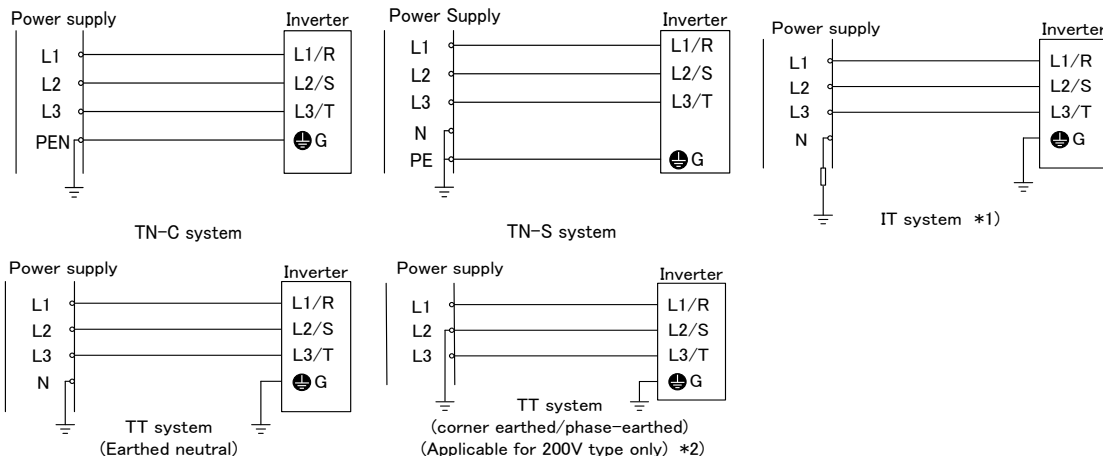 Power supply
Inverter
L1
L1/R
L2
L2/S
L3
L3/T
PEN
G
TN-C system
Power Supply
Inverter
L1
L1/R
L2
L2/S
L3
L3/T
N
PE
G
TN-S system
Power supply
Inverter
L1
L1/R
L2
L2/S
L3
L3/T
N
G
IT system *1)
Power supply
Inverter
L1
L1/R
L2
L2/S
L3
L3/T
N
G
TT system
(Earthed neutral)
Power supply
Inverter
L1
L1/R
L2
L2/S
L3
L3/T
G
TT system
(corner earthed/phase-earthed)
(Applicable for 200V type only) *2)